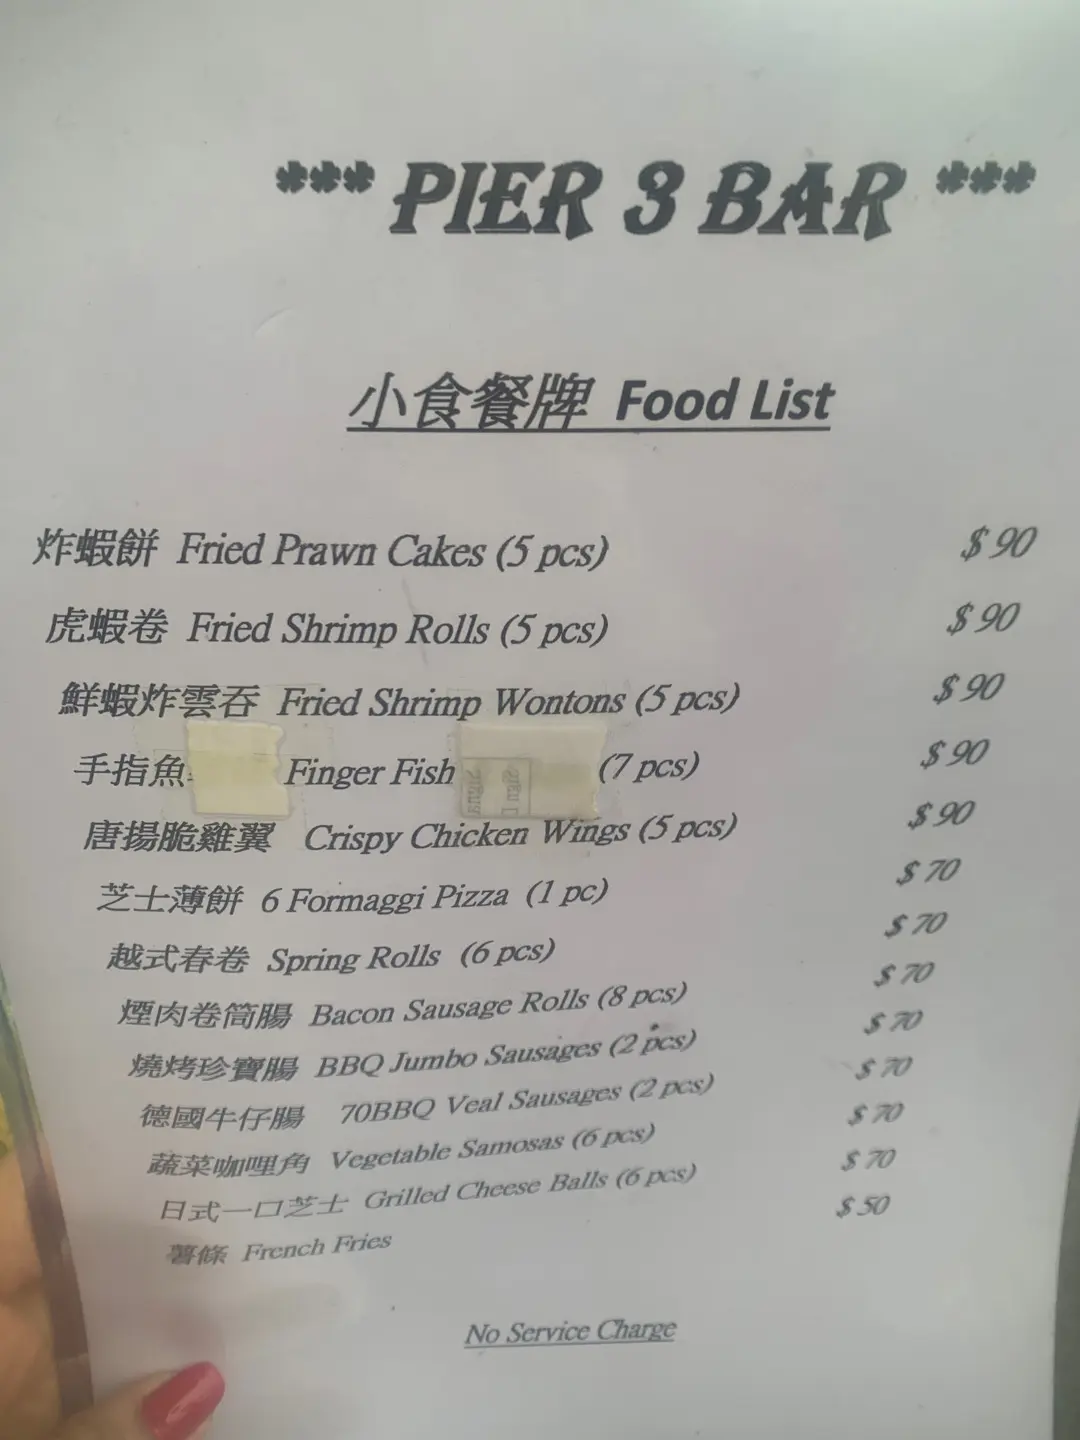 *** PIER 3 BAR ***
小食餐牌 Food List
炸蝦餅 Fried Prawn Cakes (5 pcs) $ 90
虎蝦卷 Fried Shrimp Rolls (5 pcs) $ 90
鮮蝦炸雲吞 Fried Shrimp Wontons (5 pcs) $ 90
手指魚 Finger Fish (7 pcs) $ 90
唐揚脆雞翼 Crispy Chicken Wings (5 pcs) $ 90
芝士薄餅 6 Formaggi Pizza (1 pc) $ 70
越式春卷 Spring Rolls (6 pcs) $ 70
煙肉卷筒腸 Bacon Sausage Rolls (8 pcs) $ 70
燒烤珍寶腸 BBQ Jumbo Sausages (2 pcs) $ 70
德國牛仔腸 70BBQ Veal Sausages (2 pcs) $ 70
蔬菜咖哩角 Vegetable Samosas (6 pcs) $ 70
日式一口芝士 Grilled Cheese Balls (6 pcs) $ 70
薯條 French Fries $ 50
No Service Charge